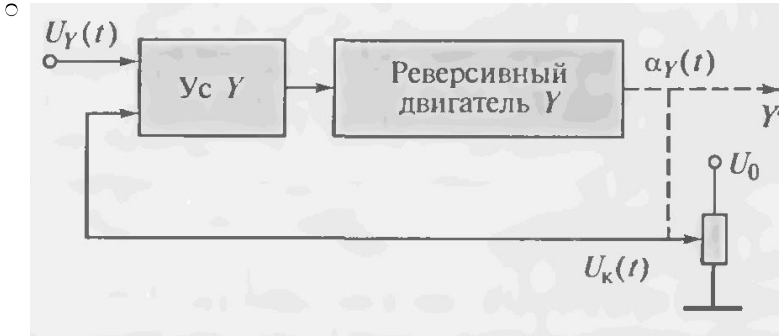 U_Y(t)
Ус Y
Реверсивный
двигатель Y
α_Y(t)
Y
U_0
U_к(t)